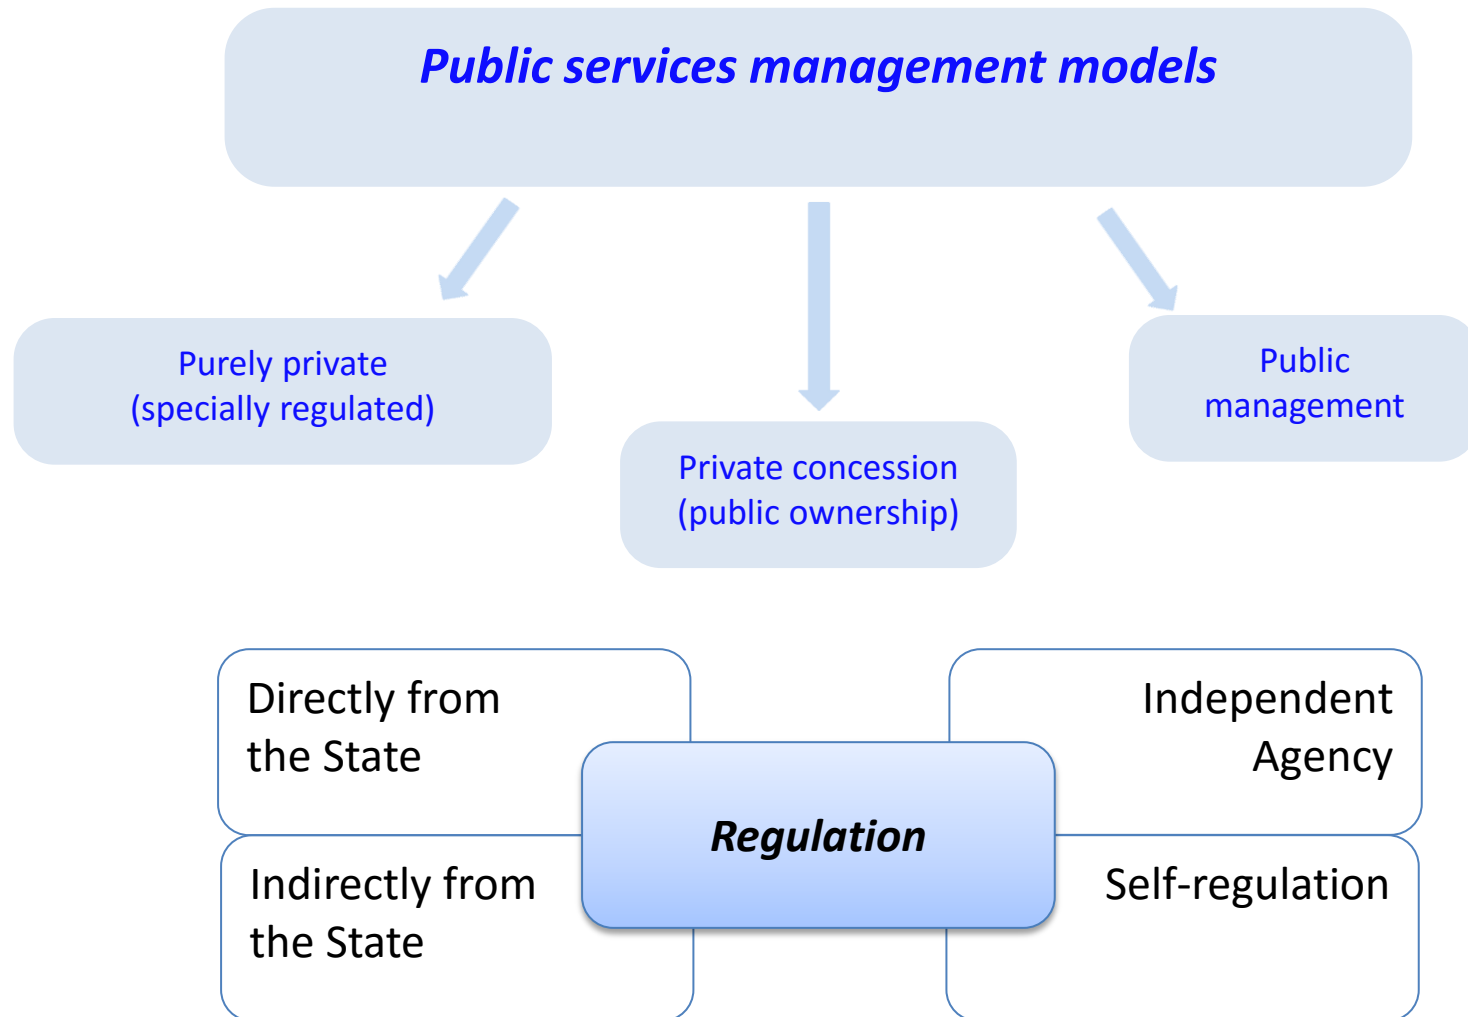 Public services management models
Purely private
(specially regulated)
Private concession
(public ownership)
Public
management
Directly from
the State
Independent
Agency
Regulation
Indirectly from
the State
Self-regulation